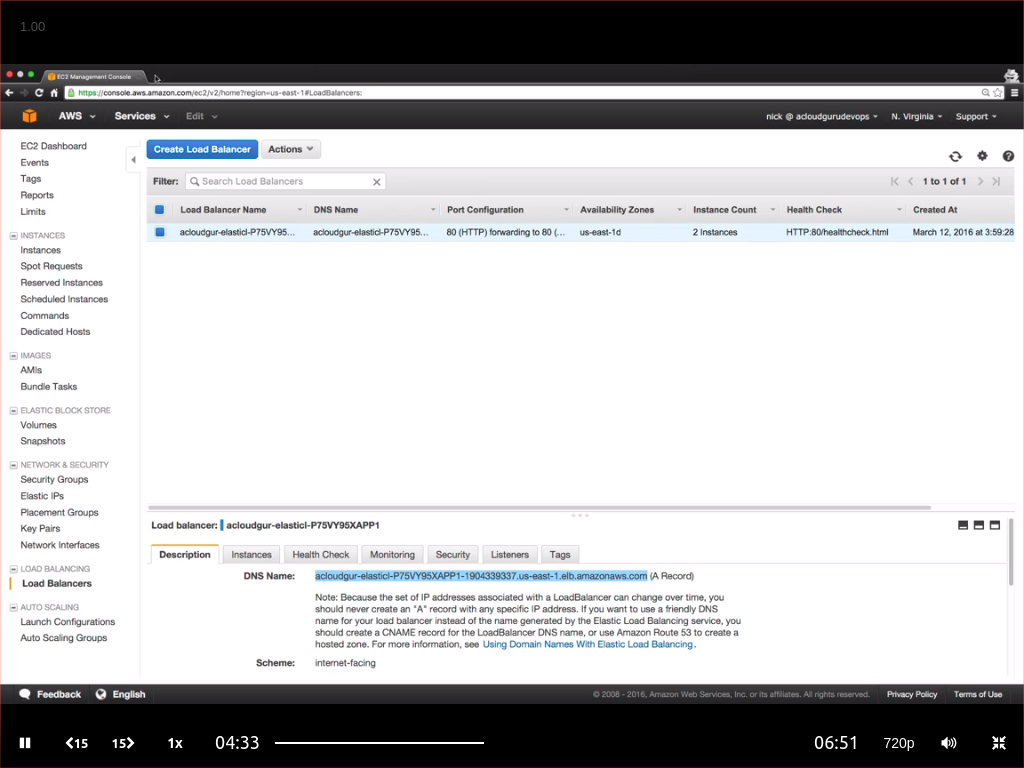 1.00
EC2 Management Console
https://console.aws.amazon.com/ec2/v2/home?region=us-east-1#LoadBalancers:
AWS Services Edit nick @ acloudgurudevops N. Virginia Support
EC2 Dashboard
Events
Tags
Reports
Limits
INSTANCES
Instances
Spot Requests
Reserved Instances
Scheduled Instances
Commands
Dedicated Hosts
IMAGES
AMIs
Bundle Tasks
ELASTIC BLOCK STORE
Volumes
Snapshots
NETWORK & SECURITY
Security Groups
Elastic IPs
Placement Groups
Key Pairs
Network Interfaces
LOAD BALANCING
Load Balancers
AUTO SCALING
Launch Configurations
Auto Scaling Groups
Create Load Balancer Actions
Filter: Search Load Balancers 1 to 1 of 1
Load Balancer Name DNS Name Port Configuration Availability Zones Instance Count Health Check Created At
acloudgur-elasticl-P75VY95... acloudgur-elasticl-P75VY95... 80 (HTTP) forwarding to 80 (... us-east-1d 2 Instances HTTP:80/healthcheck.html March 12, 2016 at 3:59:28
Load balancer: acloudgur-elasticl-P75VY95XAPP1
Description Instances Health Check Monitoring Security Listeners Tags
DNS Name: acloudgur-elasticl-P75VY95XAPP1-1904339337.us-east-1.elb.amazonaws.com (A Record)
Note: Because the set of IP addresses associated with a LoadBalancer can change over time, you
should never create an "A" record with any specific IP address. If you want to use a friendly DNS
name for your load balancer instead of the name generated by the Elastic Load Balancing service, you
should create a CNAME record for the LoadBalancer DNS name, or use Amazon Route 53 to create a
hosted zone. For more information, see Using Domain Names With Elastic Load Balancing.
Scheme: internet-facing
Feedback English © 2008 - 2016, Amazon Web Services, Inc. or its affiliates. All rights reserved. Privacy Policy Terms of Use
15 15 1x 04:33 06:51 720p